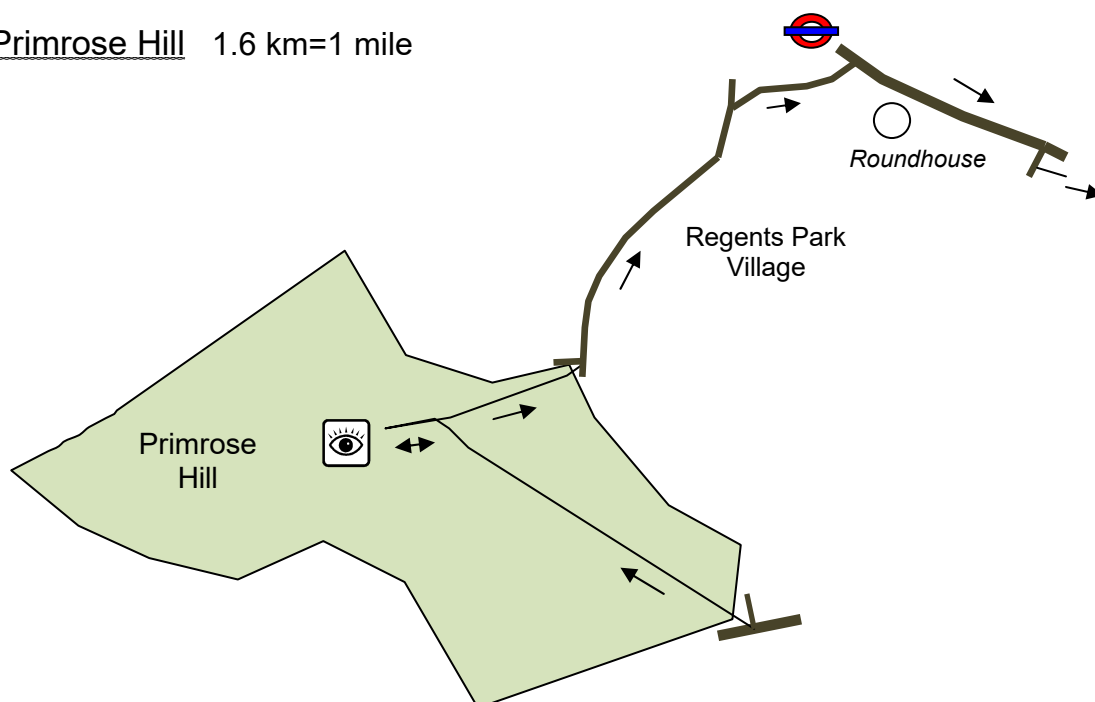 Primrose Hill 1.6 km=1 mile
Roundhouse
Regents Park
Village
Primrose
Hill